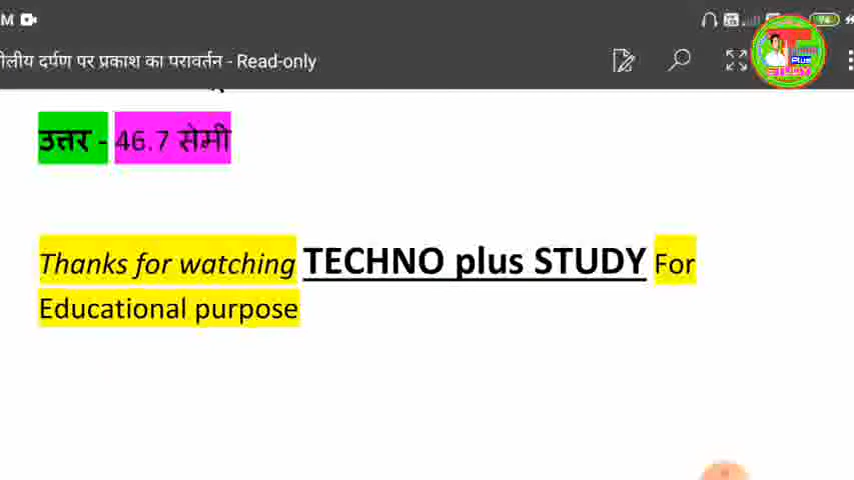 M
ोलीय दर्पण पर प्रकाश का परावर्तन - Read-only
Plus
उत्तर - 46.7 सेमी
Thanks for watching TECHNO plus STUDY For
Educational purpose